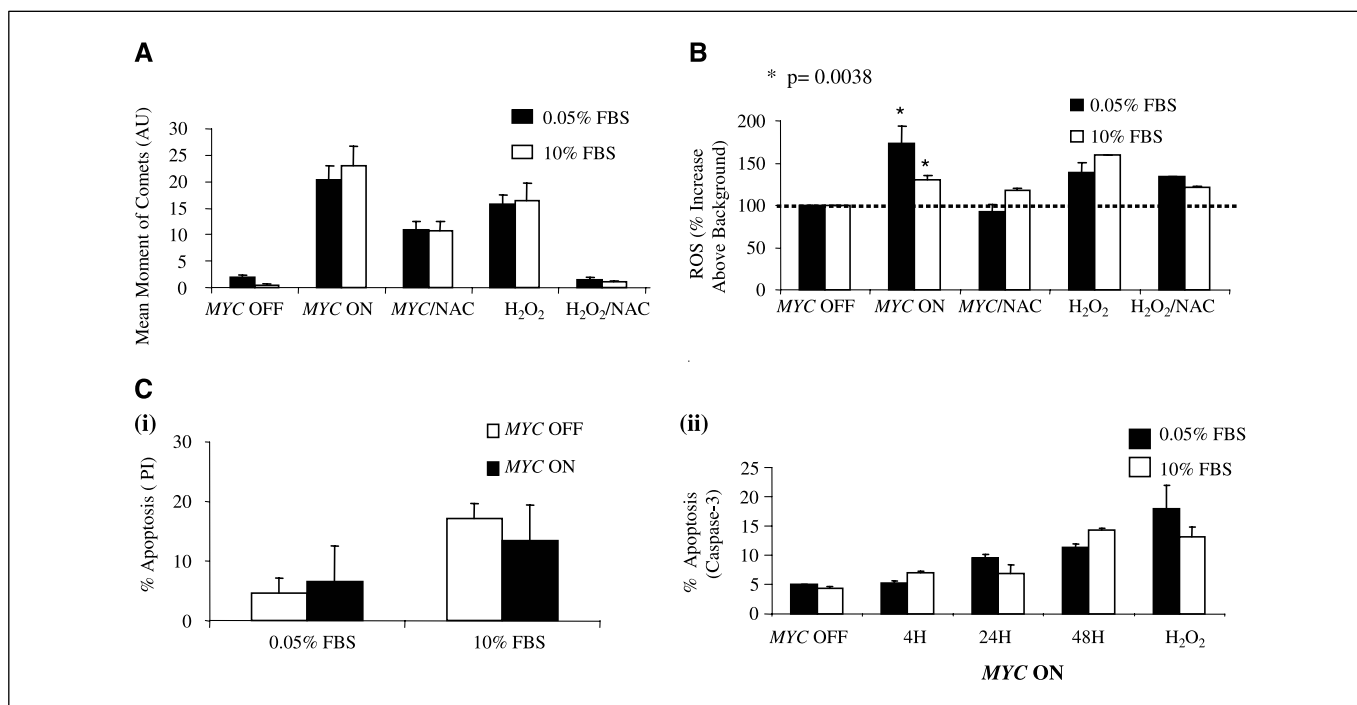 A
Mean Moment of Comets (AU)
30
25
20
15
10
5
0
0.05% FBS
10% FBS
MYC OFF
MYC ON
MYC/NAC
H₂O₂
H₂O₂/NAC
B
* p= 0.0038
ROS (% Increase
Above Background)
200
150
100
50
0
0.05% FBS
10% FBS
*
*
MYC OFF
MYC ON
MYC/NAC
H₂O₂
H₂O₂/NAC
C
(i)
% Apoptosis ( PI)
30
20
10
0
MYC OFF
MYC ON
0.05% FBS
10% FBS
(ii)
% Apoptosis
(Caspase-3)
25
20
15
10
5
0
0.05% FBS
10% FBS
MYC OFF
4H
24H
48H
H₂O₂
MYC ON